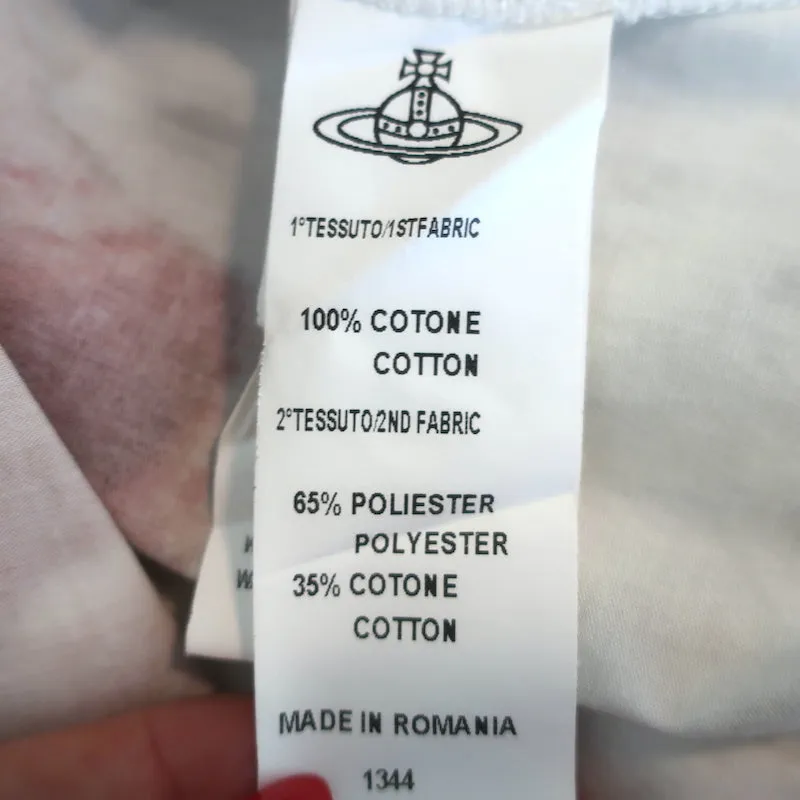 1°TESSUTO/1STFABRIC
100% COTONE
COTTON
2°TESSUTO/2ND FABRIC
65% POLIESTER
POLYESTER
35% COTONE
COTTON
MADE IN ROMANIA
1344